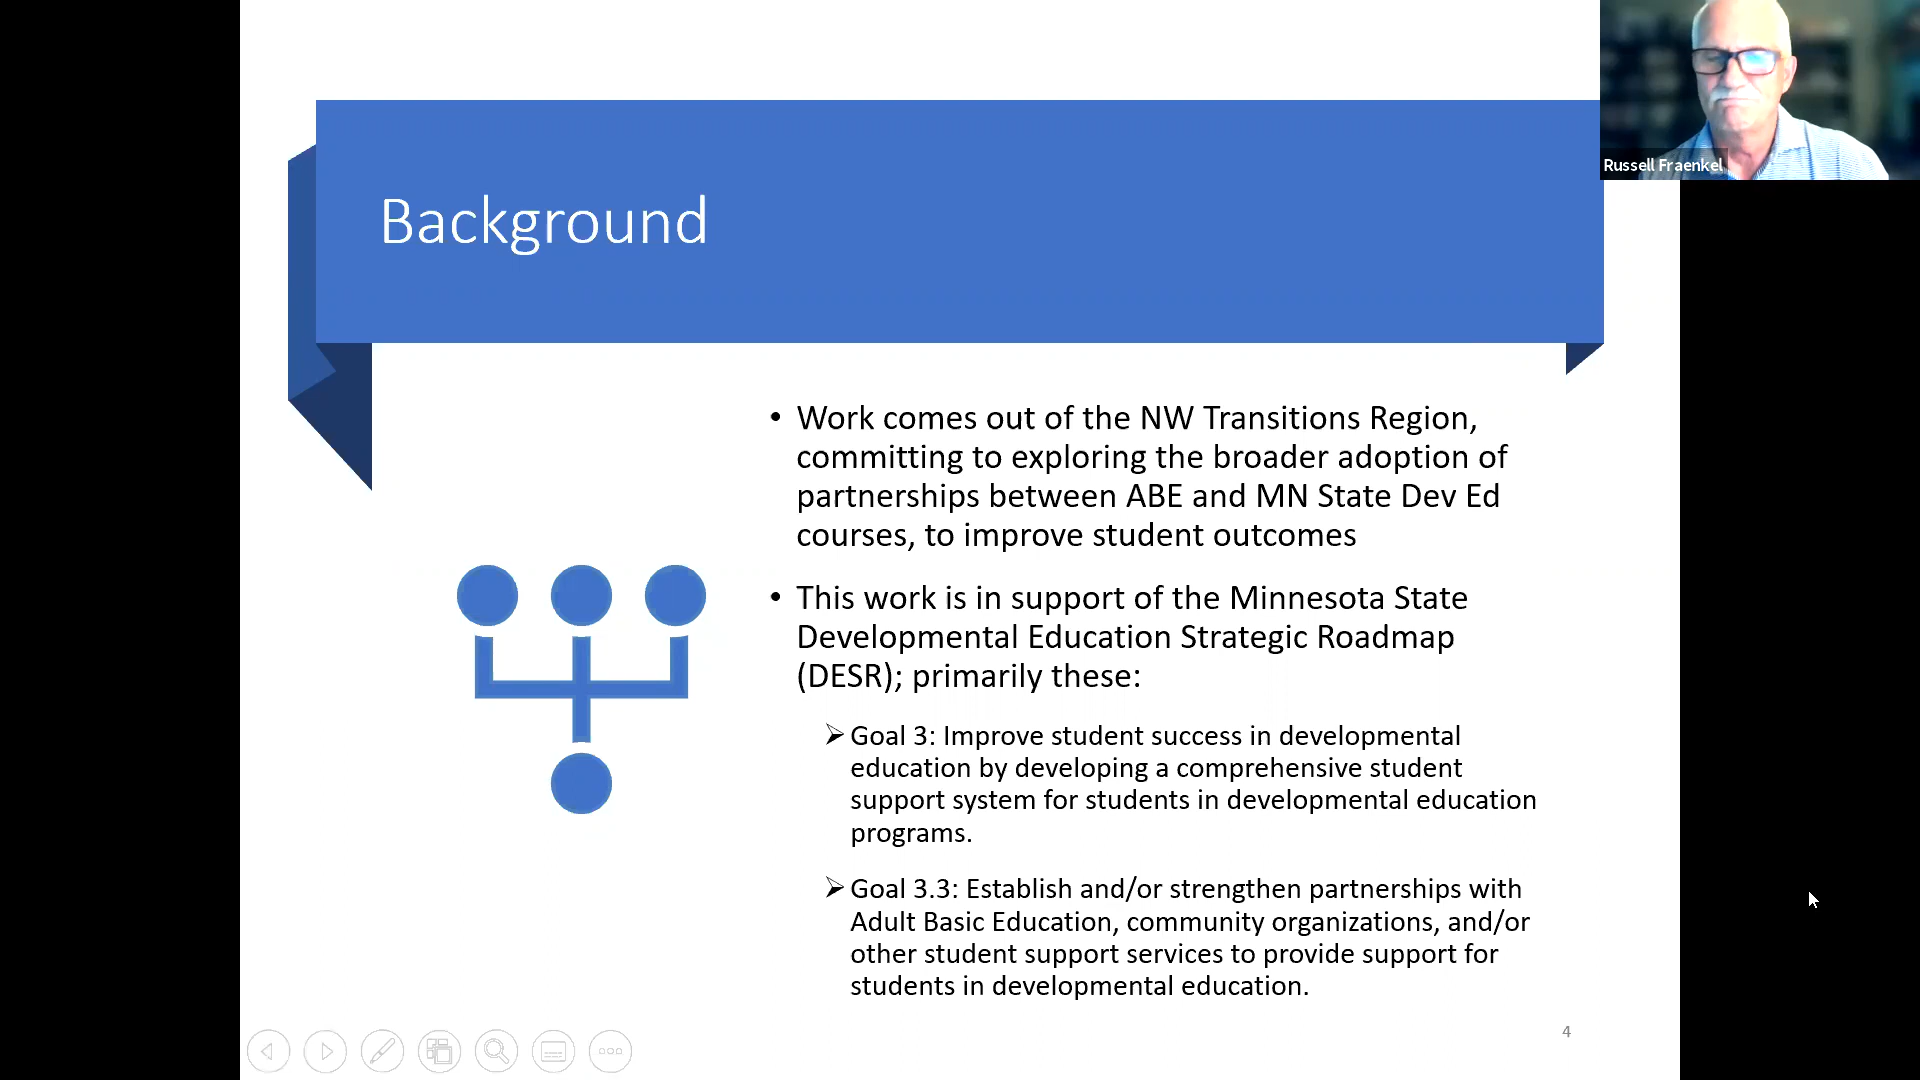 Russell Fraenkel
Background
• Work comes out of the NW Transitions Region,
committing to exploring the broader adoption of
partnerships between ABE and MN State Dev Ed
courses, to improve student outcomes
• This work is in support of the Minnesota State
Developmental Education Strategic Roadmap
(DESR); primarily these:
➢ Goal 3: Improve student success in developmental
education by developing a comprehensive student
support system for students in developmental education
programs.
➢ Goal 3.3: Establish and/or strengthen partnerships with
Adult Basic Education, community organizations, and/or
other student support services to provide support for
students in developmental education.
4